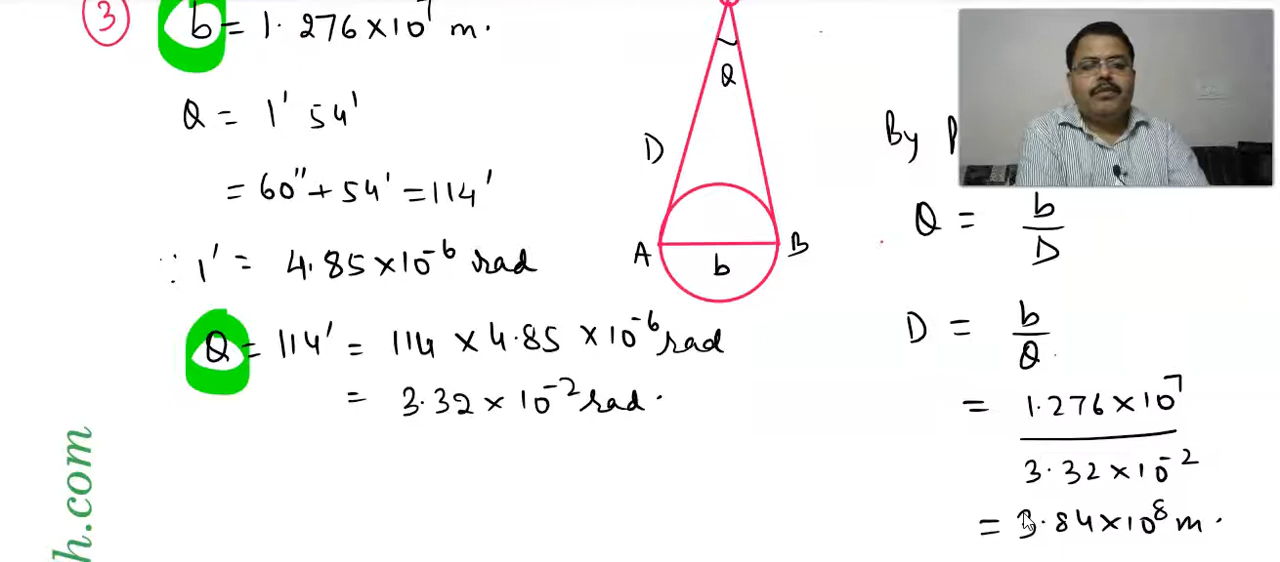 ③ b = 1.276×10⁷ m.
θ = 1' 54'
= 60" + 54' = 114'
∵ 1' = 4.85×10⁻⁶ rad
θ = 114' = 114 × 4.85 × 10⁻⁶ rad
= 3.32 × 10⁻² rad.
θ
D
A
B
b
By P
θ = b/D
D = b/θ
= 1.276×10⁷
3.32×10⁻²
= 3.84×10⁸ m.
h.com